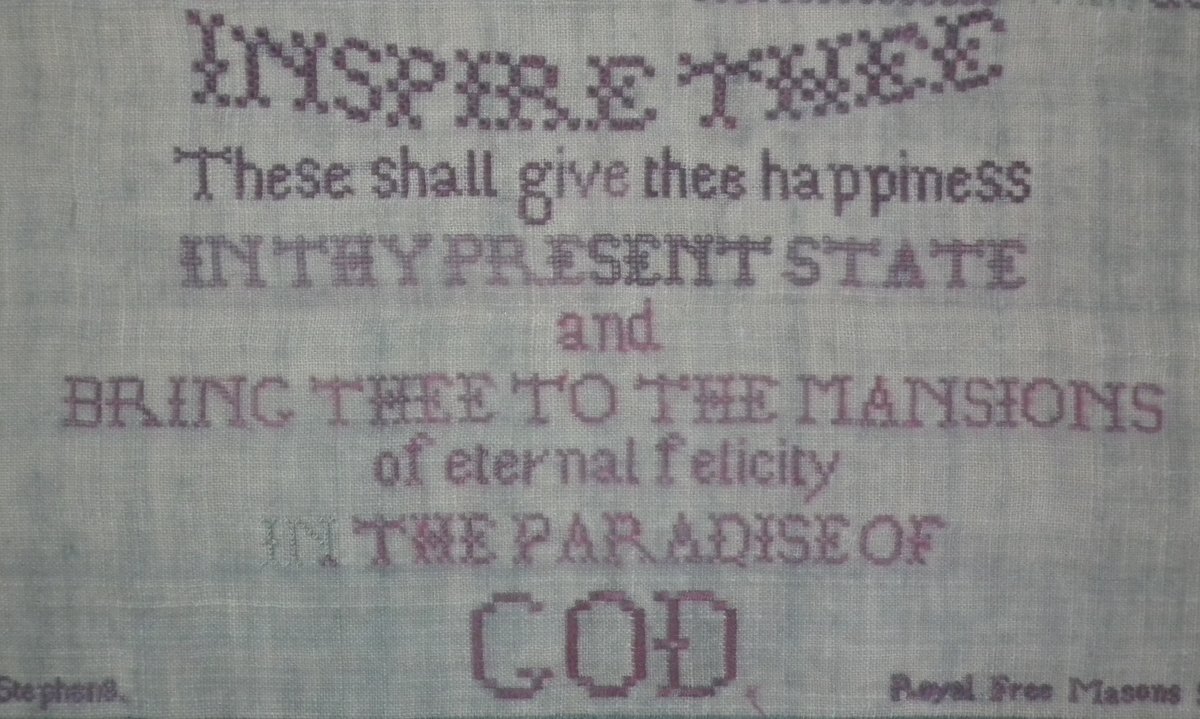 INSPIRE THEE
These shall give thee happiness
IN THY PRESENT STATE
and
BRING THEE TO THE MANSIONS
of eternal felicity
IN THE PARADISE OF
GOD
Stephens. Royal Free Masons